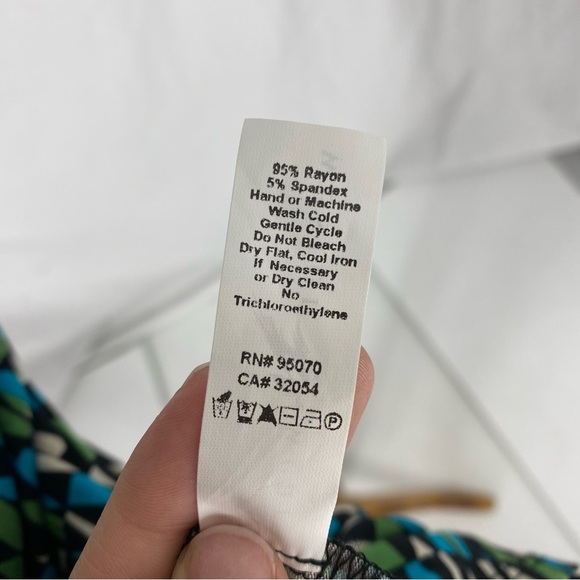 95% Rayon
5% Spandex
Hand or Machine
Wash Cold
Gentle Cycle
Do Not Bleach
Dry Flat, Cool Iron
If Necessary
or Dry Clean
No
Trichloroethylene
RN# 95070
CA# 32054
P